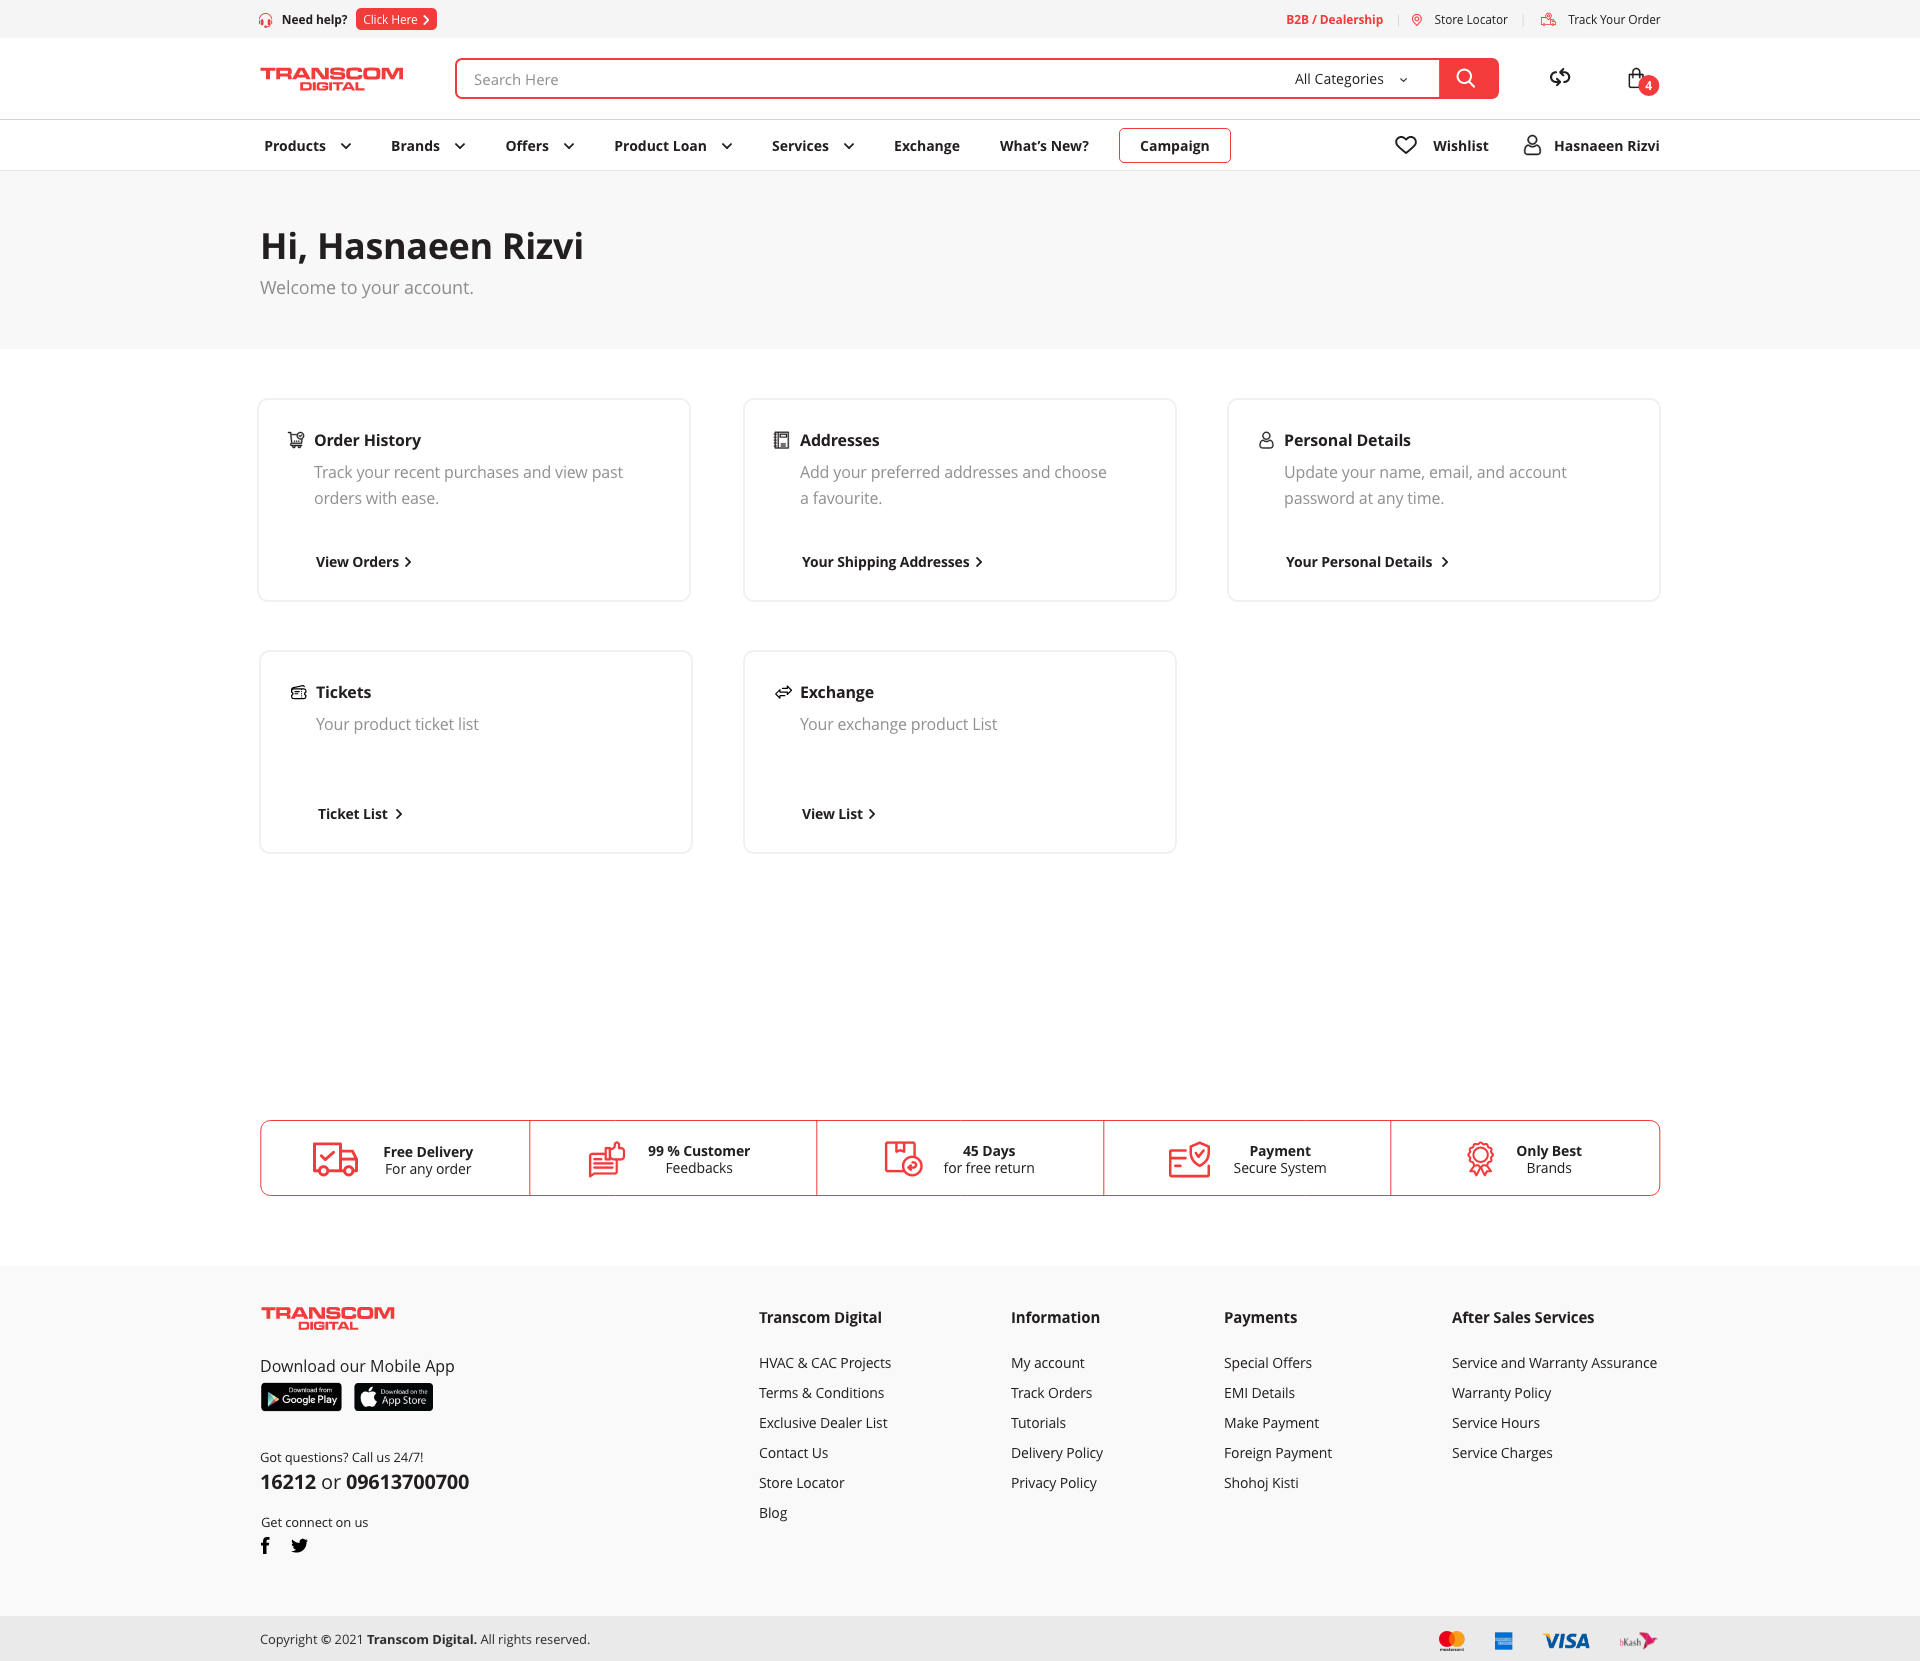 Need help? Click Here
B2B / Dealership Store Locator Track Your Order
TRANSCOM
DIGITAL
Search Here All Categories
4
Products Brands Offers Product Loan Services Exchange What's New? Campaign Wishlist Hasnaeen Rizvi
Hi, Hasnaeen Rizvi
Welcome to your account.
Order History
Track your recent purchases and view past
orders with ease.
View Orders
Addresses
Add your preferred addresses and choose
a favourite.
Your Shipping Addresses
Personal Details
Update your name, email, and account
password at any time.
Your Personal Details
Tickets
Your product ticket list
Ticket List
Exchange
Your exchange product List
View List
Free Delivery
For any order
99 % Customer
Feedbacks
45 Days
for free return
Payment
Secure System
Only Best
Brands
TRANSCOM
DIGITAL
Download our Mobile App
Download from
Google Play
Download on the
App Store
Got questions? Call us 24/7!
16212 or 09613700700
Get connect on us
Transcom Digital
HVAC & CAC Projects
Terms & Conditions
Exclusive Dealer List
Contact Us
Store Locator
Blog
Information
My account
Track Orders
Tutorials
Delivery Policy
Privacy Policy
Payments
Special Offers
EMI Details
Make Payment
Foreign Payment
Shohoj Kisti
After Sales Services
Service and Warranty Assurance
Warranty Policy
Service Hours
Service Charges
Copyright © 2021 Transcom Digital. All rights reserved.
mastercard
VISA
bKash